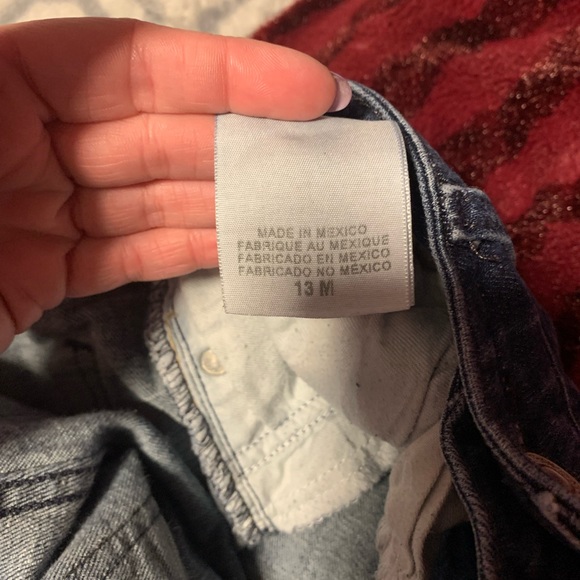 MADE IN MEXICO
FABRIQUE AU MEXIQUE
FABRICADO EN MEXICO
FABRICADO NO MÉXICO
13 M